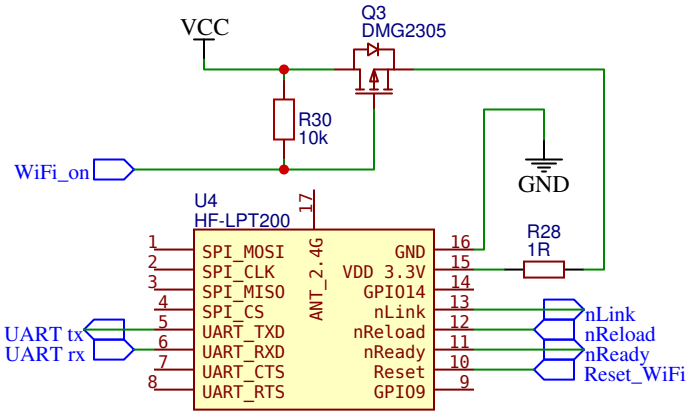 Q3
DMG2305
VCC
R30
10k
WiFi_on
GND
U4
HF-LPT200
17
ANT_2.4G
R28
1R
1 SPI_MOSI GND 16
2 SPI_CLK VDD 3.3V 15
3 SPI_MISO GPIO14 14
4 SPI_CS nLink 13 nLink
UART tx 5 UART_TXD nReload 12 nReload
UART rx 6 UART_RXD nReady 11 nReady
7 UART_CTS Reset 10 Reset_WiFi
8 UART_RTS GPIO9 9